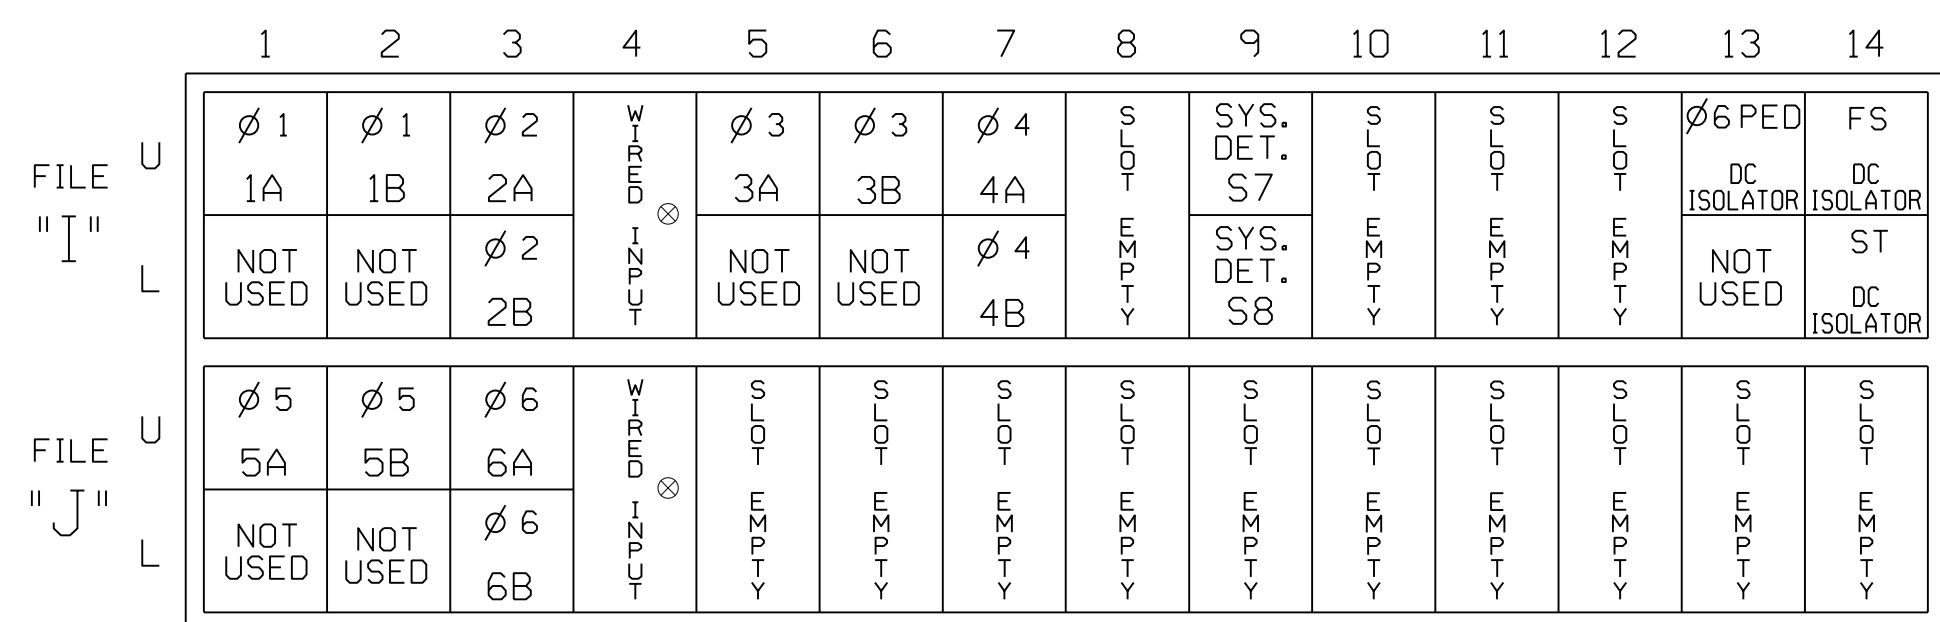 1 2 3 4 5 6 7 8 9 10 11 12 13 14
FILE "I"
U
L
Ø 1
1A
NOT
USED
Ø 1
1B
NOT
USED
Ø 2
2A
Ø 2
2B
WIRED INPUT
Ø 3
3A
NOT
USED
Ø 3
3B
NOT
USED
Ø 4
4A
Ø 4
4B
SLOT EMPTY
SYS.
DET.
S7
SYS.
DET.
S8
SLOT EMPTY
SLOT EMPTY
SLOT EMPTY
Ø6 PED
DC
ISOLATOR
NOT
USED
FS
DC
ISOLATOR
ST
DC
ISOLATOR
FILE "J"
U
L
Ø 5
5A
NOT
USED
Ø 5
5B
NOT
USED
Ø 6
6A
Ø 6
6B
WIRED INPUT
SLOT EMPTY
SLOT EMPTY
SLOT EMPTY
SLOT EMPTY
SLOT EMPTY
SLOT EMPTY
SLOT EMPTY
SLOT EMPTY
SLOT EMPTY
SLOT EMPTY